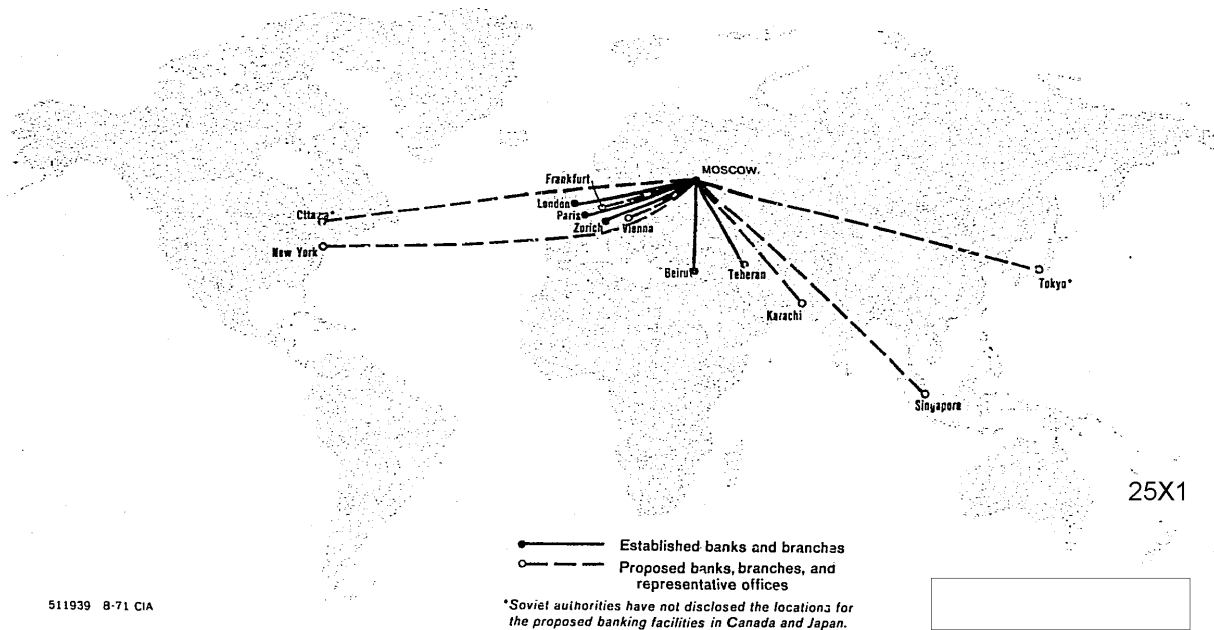 MOSCOW.
Frankfurt
London
Paris
Zurich
Vienna
New York
Beirut
Teheran
Karachi
Tokyo*
Singapore
25X1
Established banks and branches
Proposed banks, branches, and
representative offices
*Soviet authorities have not disclosed the locations for
the proposed banking facilities in Canada and Japan.
511939 8-71 CIA